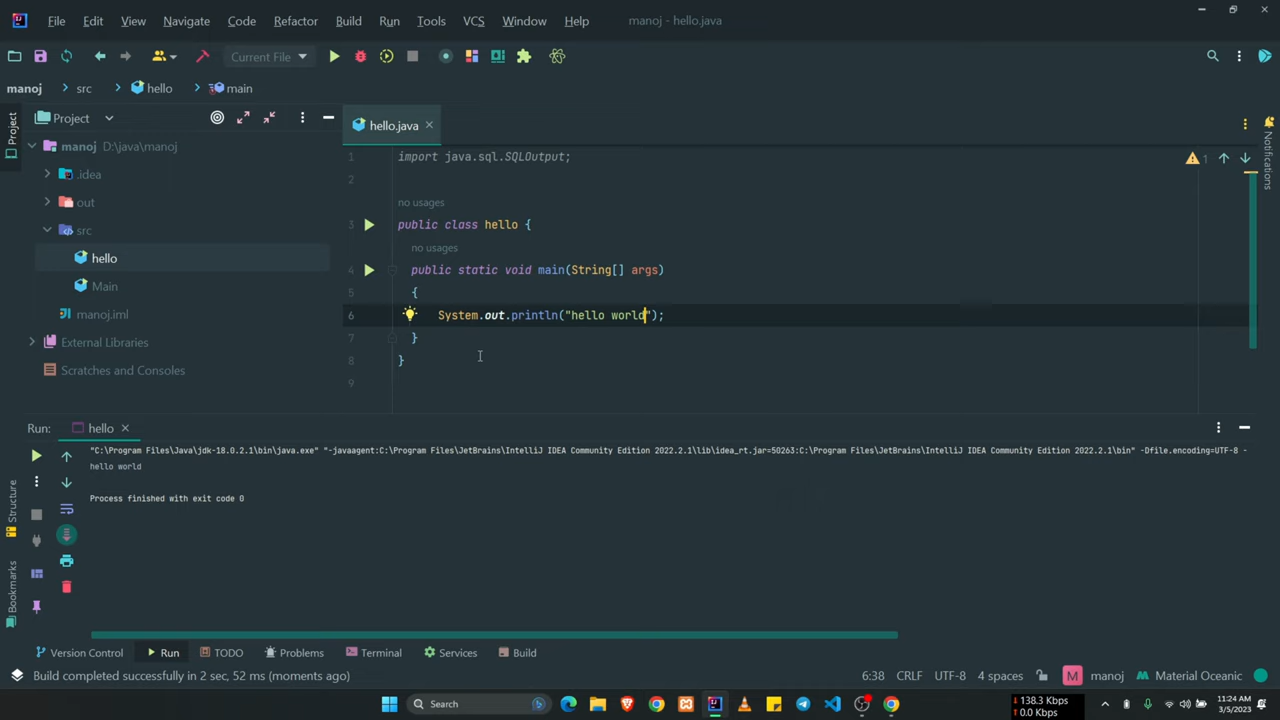 File Edit View Navigate Code Refactor Build Run Tools VCS Window Help manoj - hello.java
Current File
manoj src hello main
Project
Project
hello.java
Notifications
manoj D:\java\manoj
.idea
out
src
hello
Main
manoj.iml
External Libraries
Scratches and Consoles
1 import java.sql.SQLOutput; 1
2
no usages
3 public class hello {
no usages
4 public static void main(String[] args)
5 {
6 System.out.println("hello world");
7 }
8 }
9
Run: hello
"C:\Program Files\Java\jdk-18.0.2.1\bin\java.exe" "-javaagent:C:\Program Files\JetBrains\IntelliJ IDEA Community Edition 2022.2.1\lib\idea_rt.jar=50263:C:\Program Files\JetBrains\IntelliJ IDEA Community Edition 2022.2.1\bin" -Dfile.encoding=UTF-8 -
hello world
Process finished with exit code 0
Structure
Bookmarks
Version Control Run TODO Problems Terminal Services Build
Build completed successfully in 2 sec, 52 ms (moments ago) 6:38 CRLF UTF-8 4 spaces M manoj Material Oceanic
Search
138.3 Kbps
0.0 Kbps
11:24 AM
3/5/2023